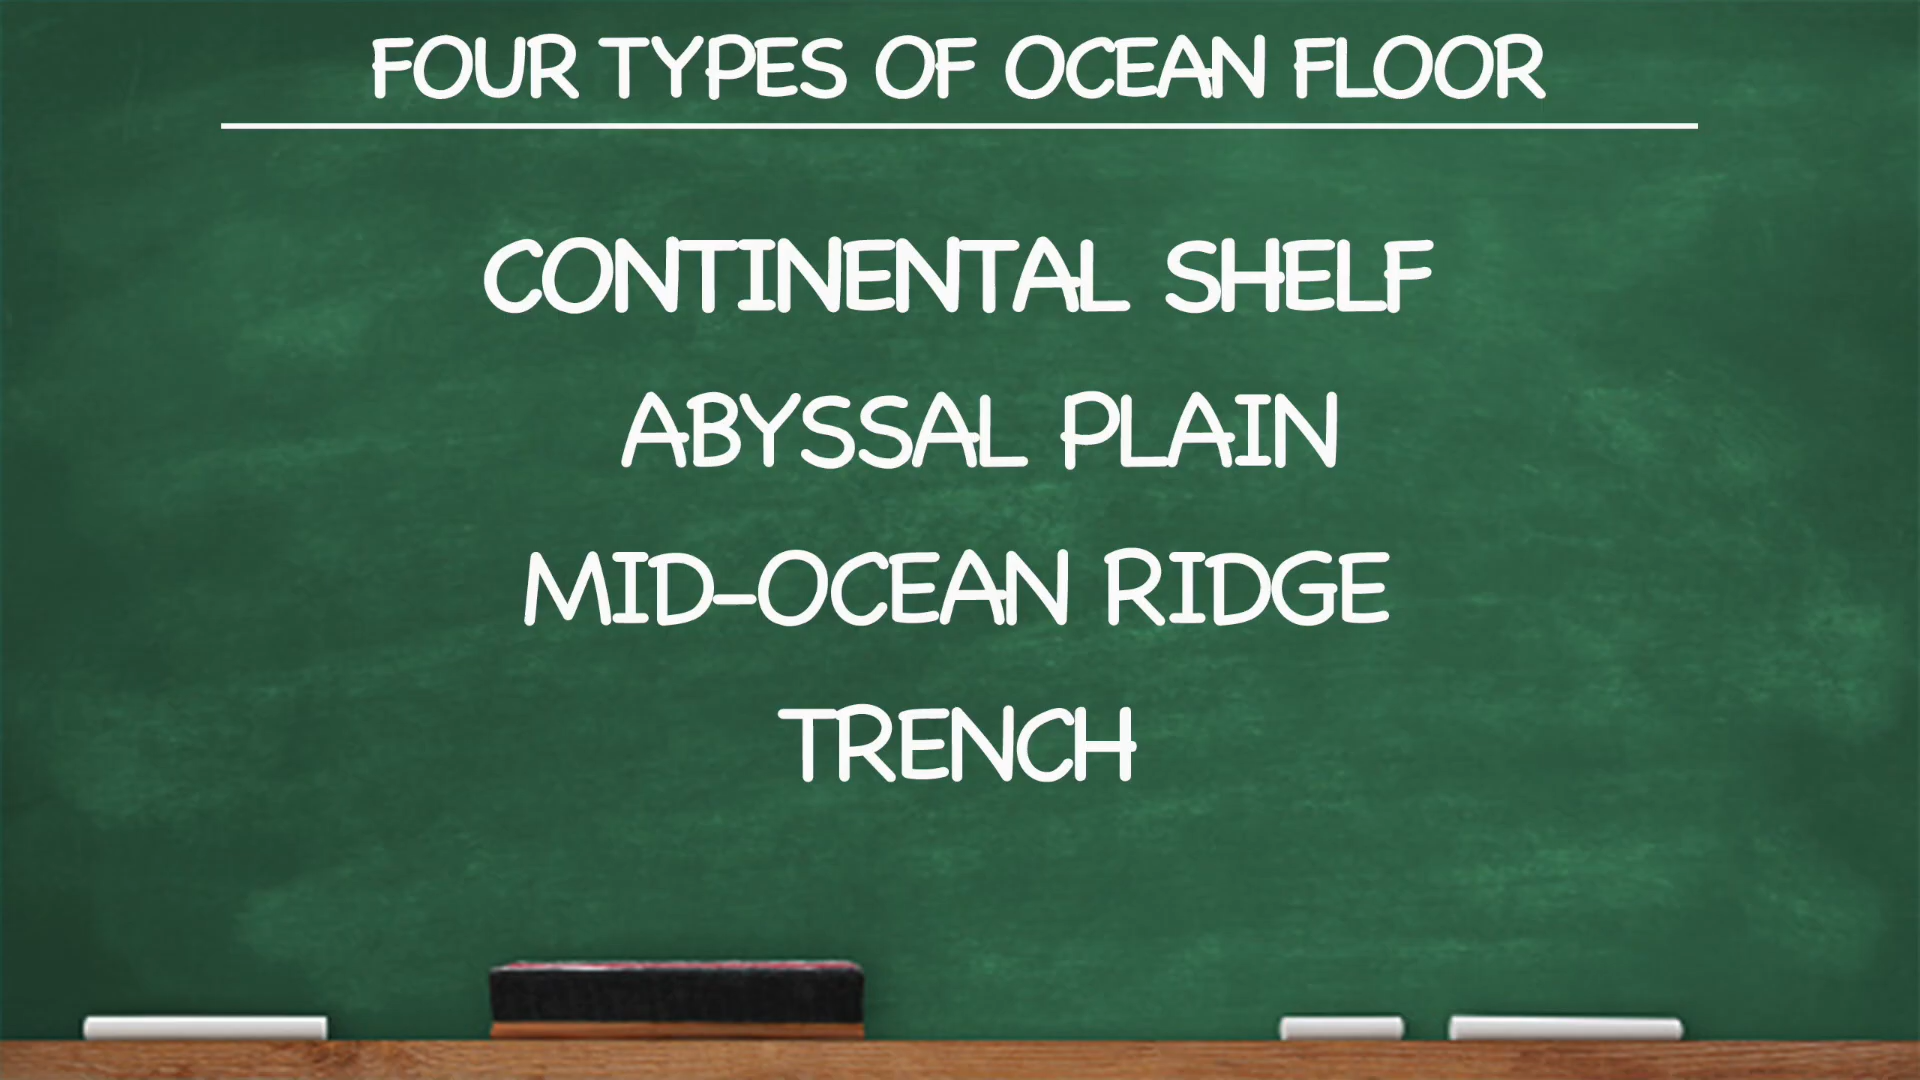 FOUR TYPES OF OCEAN FLOOR
CONTINENTAL SHELF
ABYSSAL PLAIN
MID-OCEAN RIDGE
TRENCH